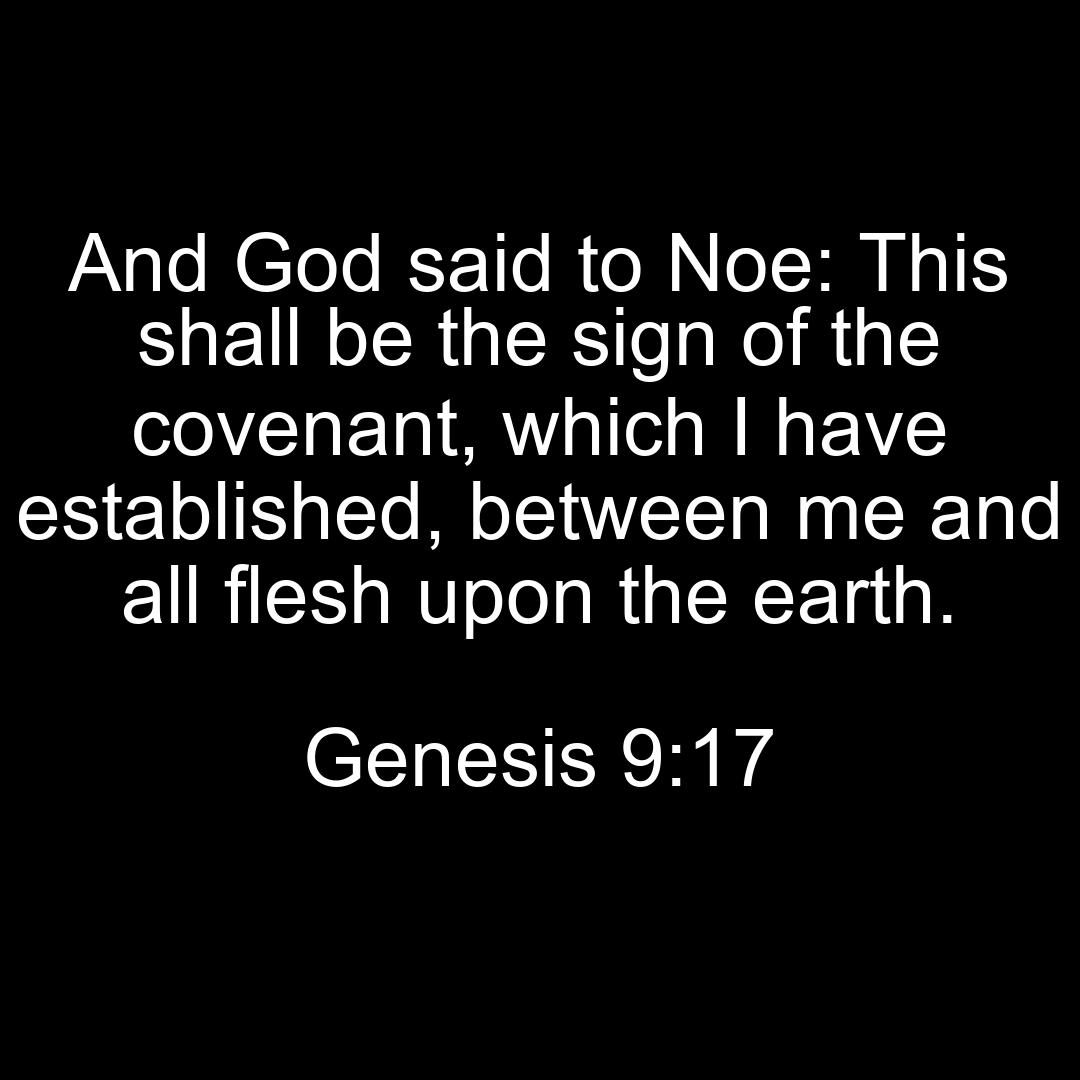 And God said to Noe: This
shall be the sign of the
covenant, which I have
established, between me and
all flesh upon the earth.
Genesis 9:17